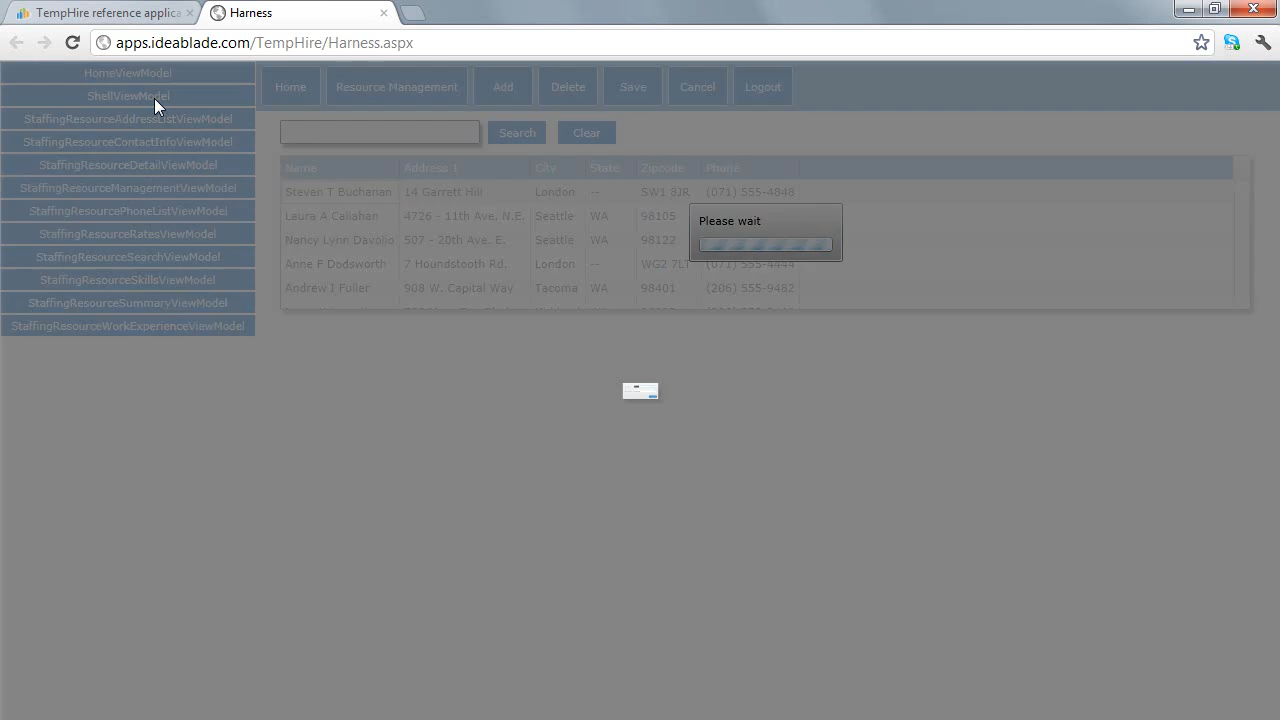 TempHire reference applica
Harness
apps.ideablade.com/TempHire/Harness.aspx
HomeViewModel
ShellViewModel
StaffingResourceAddressListViewModel
StaffingResourceContactInfoViewModel
StaffingResourceDetailViewModel
StaffingResourceManagementViewModel
StaffingResourcePhoneListViewModel
StaffingResourceRatesViewModel
StaffingResourceSearchViewModel
StaffingResourceSkillsViewModel
StaffingResourceSummaryViewModel
StaffingResourceWorkExperienceViewModel
Home Resource Management Add Delete Save Cancel Logout
Search Clear
Name Address 1 City State Zipcode Phone
Steven T Buchanan 14 Garrett Hill London -- SW1 8JR (071) 555-4848
Laura A Callahan 4726 - 11th Ave. N.E. Seattle WA 98105
Nancy Lynn Davolio 507 - 20th Ave. E. Seattle WA 98122
Anne F Dodsworth 7 Houndstooth Rd. London -- WG2 7LT (071) 555-4444
Andrew I Fuller 908 W. Capital Way Tacoma WA 98401 (206) 555-9482
Please wait